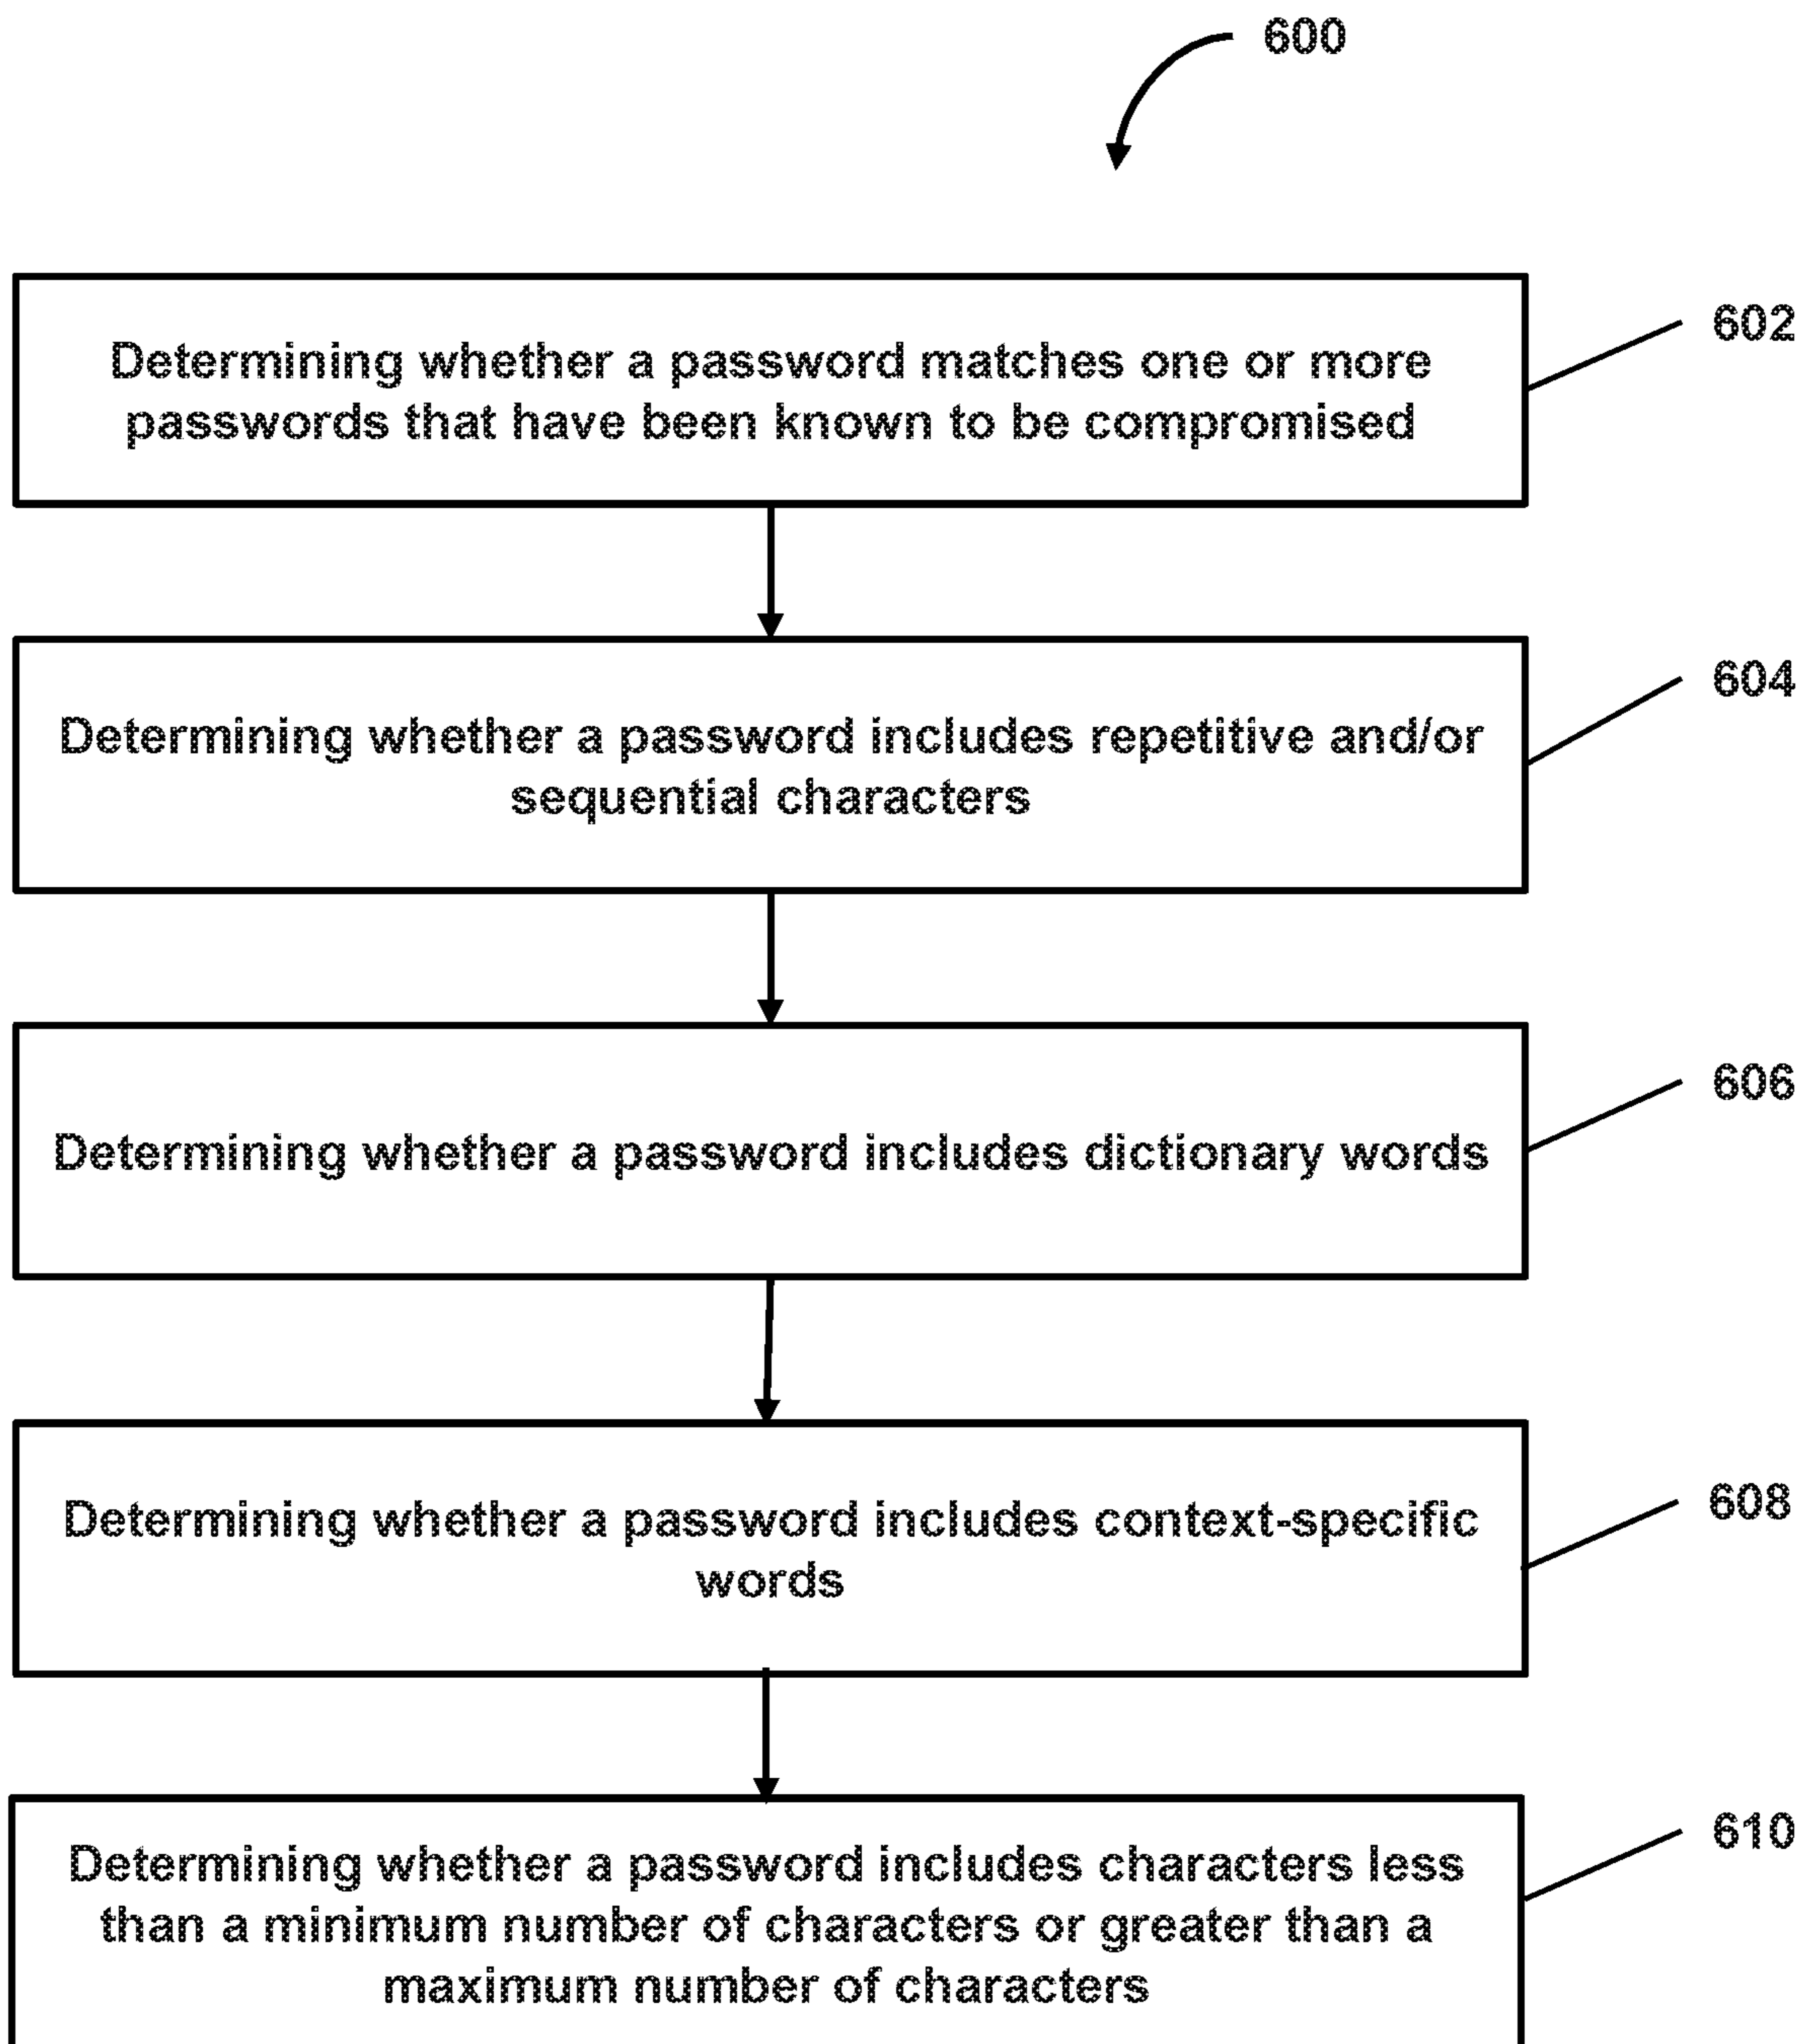 600
Determining whether a password matches one or more
passwords that have been known to be compromised
602
Determining whether a password includes repetitive and/or
sequential characters
604
Determining whether a password includes dictionary words
606
Determining whether a password includes context-specific
words
608
Determining whether a password includes characters less
than a minimum number of characters or greater than a
maximum number of characters
610